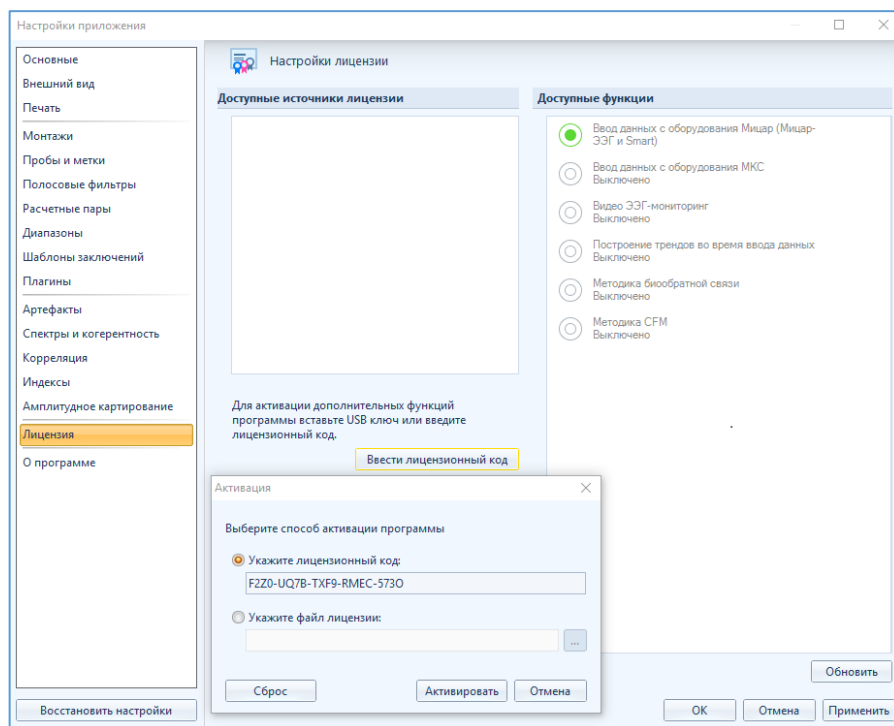 Настройки приложения
Основные
Внешний вид
Печать
Монтажи
Пробы и метки
Полосовые фильтры
Расчетные пары
Диапазоны
Шаблоны заключений
Плагины
Артефакты
Спектры и когерентность
Корреляция
Индексы
Амплитудное картирование
Лицензия
О программе
Восстановить настройки
Настройки лицензии
Доступные источники лицензии
Для активации дополнительных функций
программы вставьте USB ключ или введите
лицензионный код.
Ввести лицензионный код
Доступные функции
Ввод данных с оборудования Мицар (Мицар-
ЭЭГ и Smart)
Ввод данных с оборудования МКС
Выключено
Видео ЭЭГ-мониторинг
Выключено
Построение трендов во время ввода данных
Выключено
Методика биообратной связи
Выключено
Методика CFM
Выключено
Обновить
Активация
Выберите способ активации программы
Укажите лицензионный код:
F2Z0-UQ7B-TXF9-RMEC-573O
Укажите файл лицензии:
...
Сброс
Активировать
Отмена
ОК
Отмена
Применить